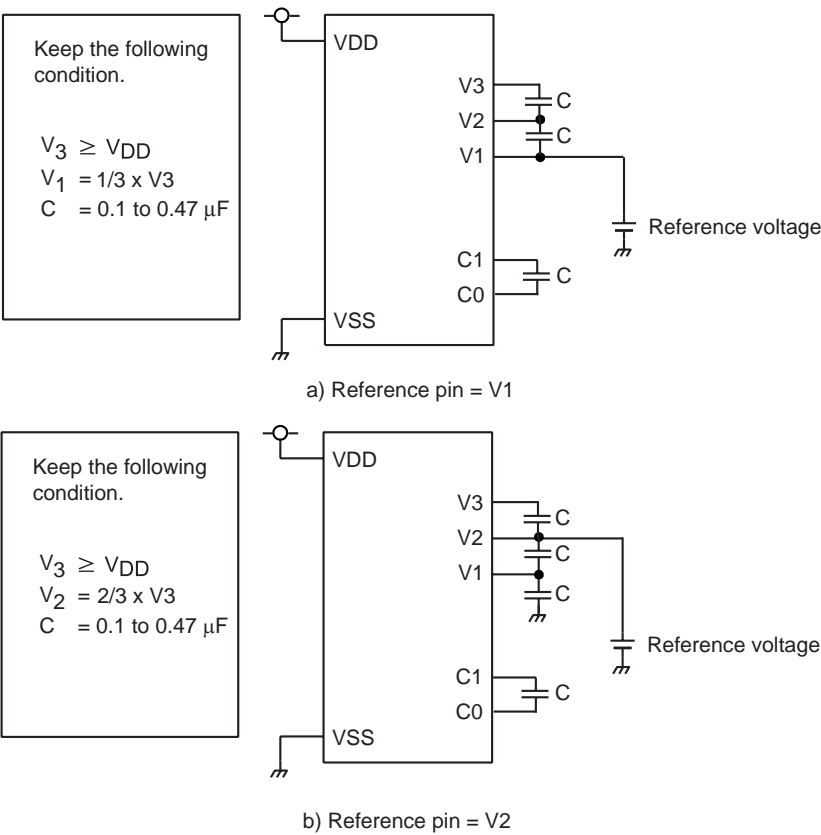 Keep the following
condition.
V3 ≥ VDD
V1 = 1/3 x V3
C = 0.1 to 0.47 μF
VDD
V3
C
V2
C
V1
Reference voltage
C1
C
C0
VSS
a) Reference pin = V1
Keep the following
condition.
V3 ≥ VDD
V2 = 2/3 x V3
C = 0.1 to 0.47 μF
VDD
V3
C
V2
C
V1
C
Reference voltage
C1
C
C0
VSS
b) Reference pin = V2